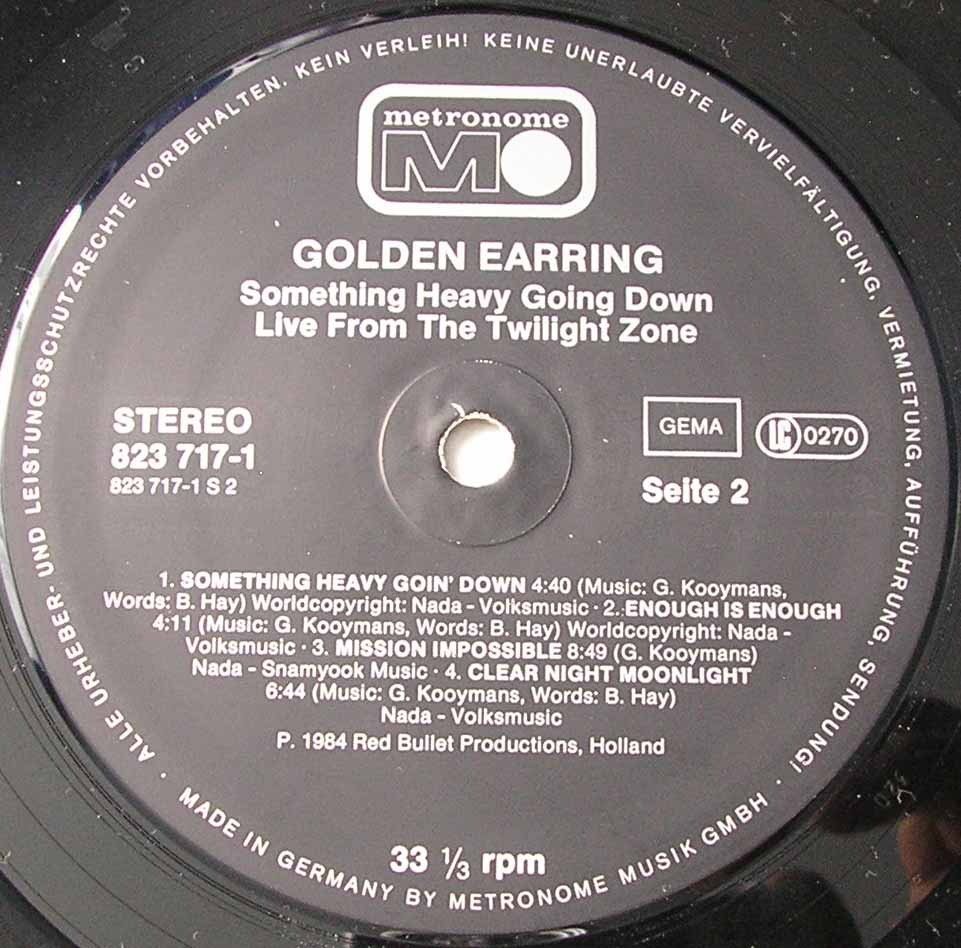 ALLE URHEBER- UND LEISTUNGSSCHUTZRECHTE VORBEHALTEN. KEIN VERLEIH! KEINE UNERLAUBTE VERVIELFÄLTIGUNG, VERMIETUNG, AUFFÜHRUNG, SENDUNG!
metronome
MO
GOLDEN EARRING
Something Heavy Going Down
Live From The Twilight Zone
STEREO
823 717-1
823 717-1 S 2
GEMA
LC 0270
Seite 2
1. SOMETHING HEAVY GOIN' DOWN 4:40 (Music: G. Kooymans,
Words: B. Hay) Worldcopyright: Nada - Volksmusic · 2. ENOUGH IS ENOUGH
4:11 (Music: G. Kooymans, Words: B. Hay) Worldcopyright: Nada -
Volksmusic · 3. MISSION IMPOSSIBLE 8:49 (G. Kooymans)
Nada - Snamyook Music · 4. CLEAR NIGHT MOONLIGHT
6:44 (Music: G. Kooymans, Words: B. Hay)
Nada - Volksmusic
P. 1984 Red Bullet Productions, Holland
33 ⅓ rpm
· MADE IN GERMANY BY METRONOME MUSIK GMBH ·